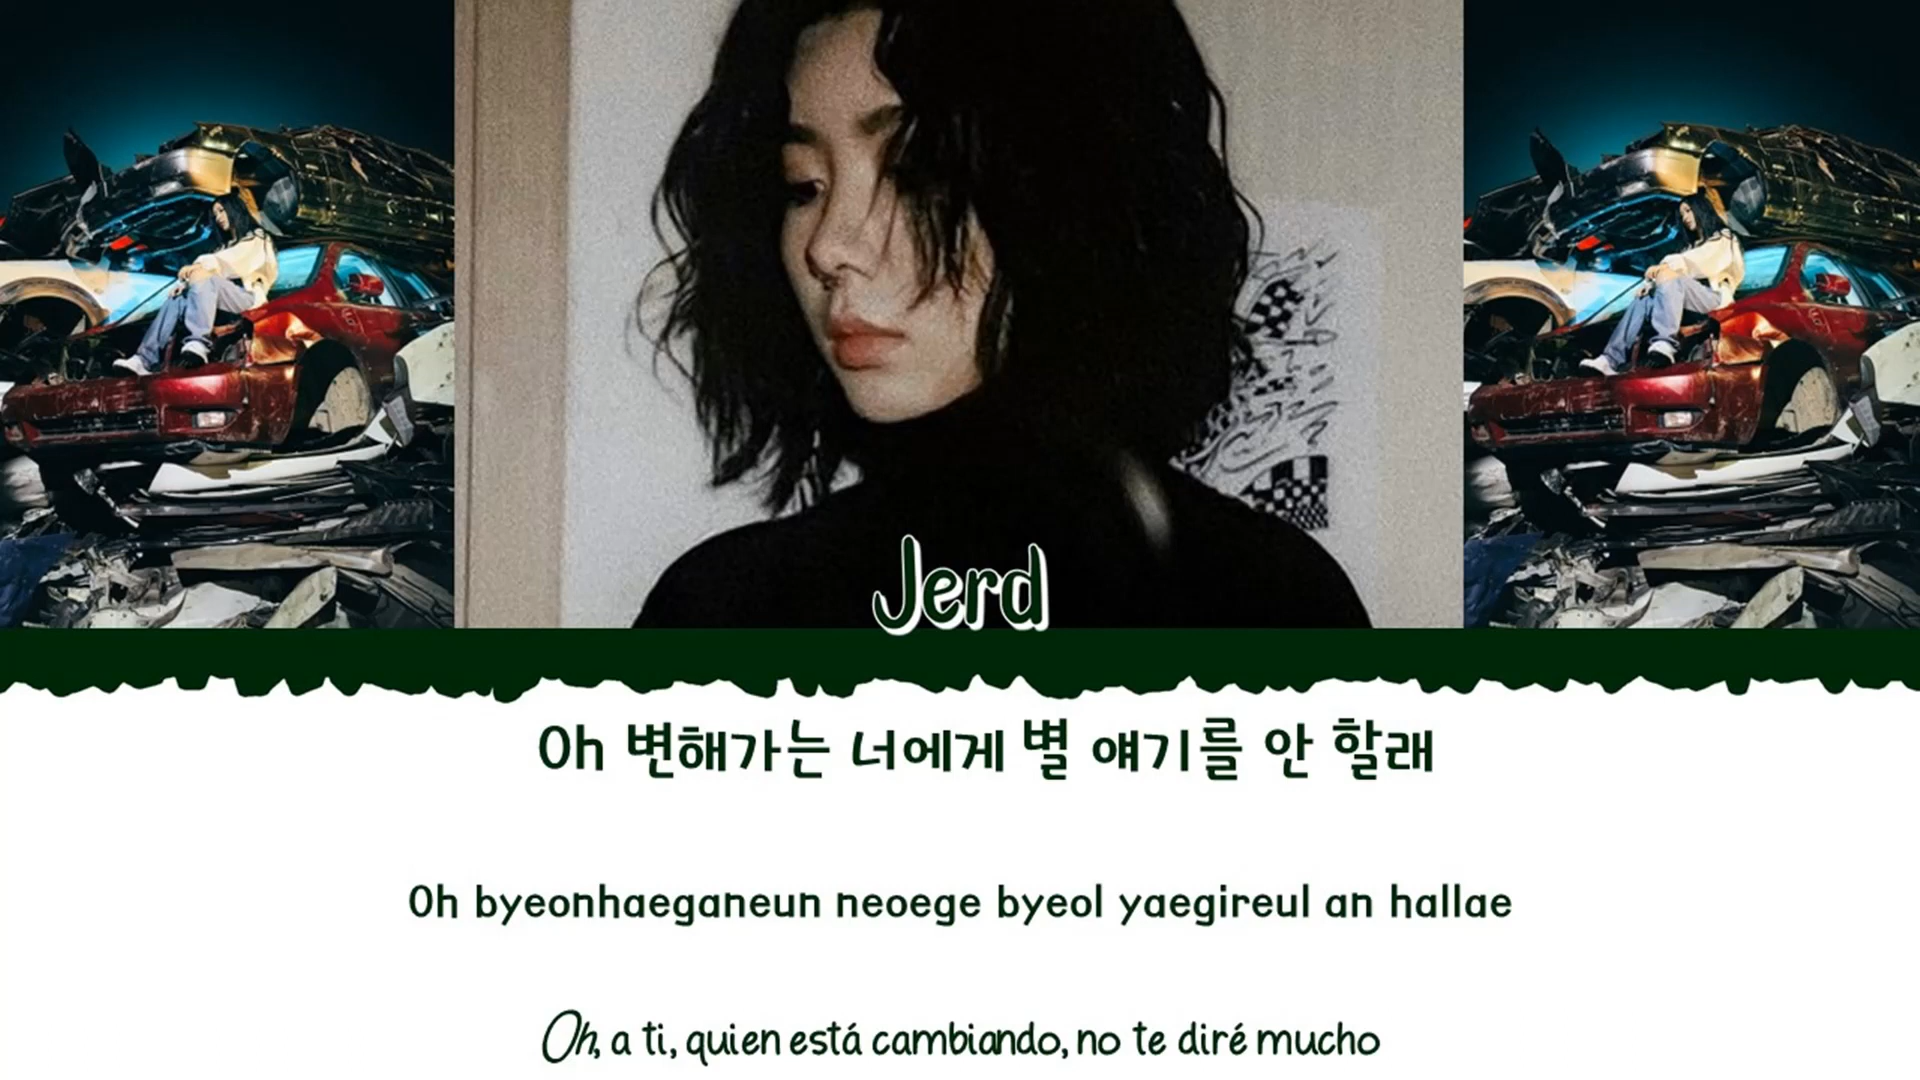 Jerd
Oh 변해가는 너에게 별 얘기를 안 할래
Oh byeonhaeganeun neoege byeol yaegireul an hallae
Oh, a ti, quien está cambiando, no te diré mucho